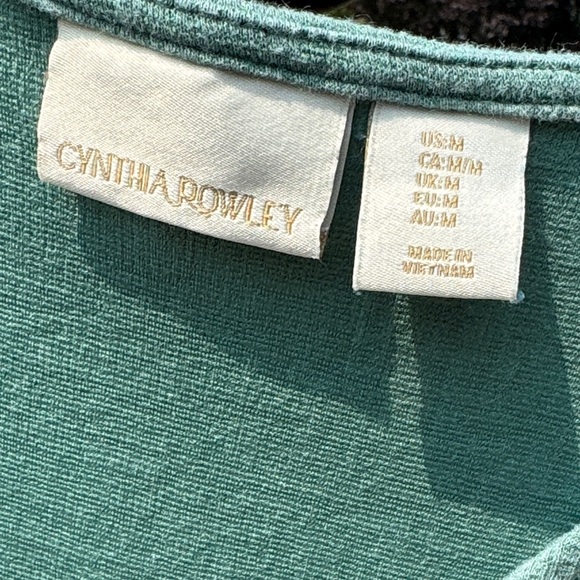 CYNTHIA ROWLEY
US:M
CA:M/M
UK:M
EU:M
AU:M
MADE IN
VIETNAM